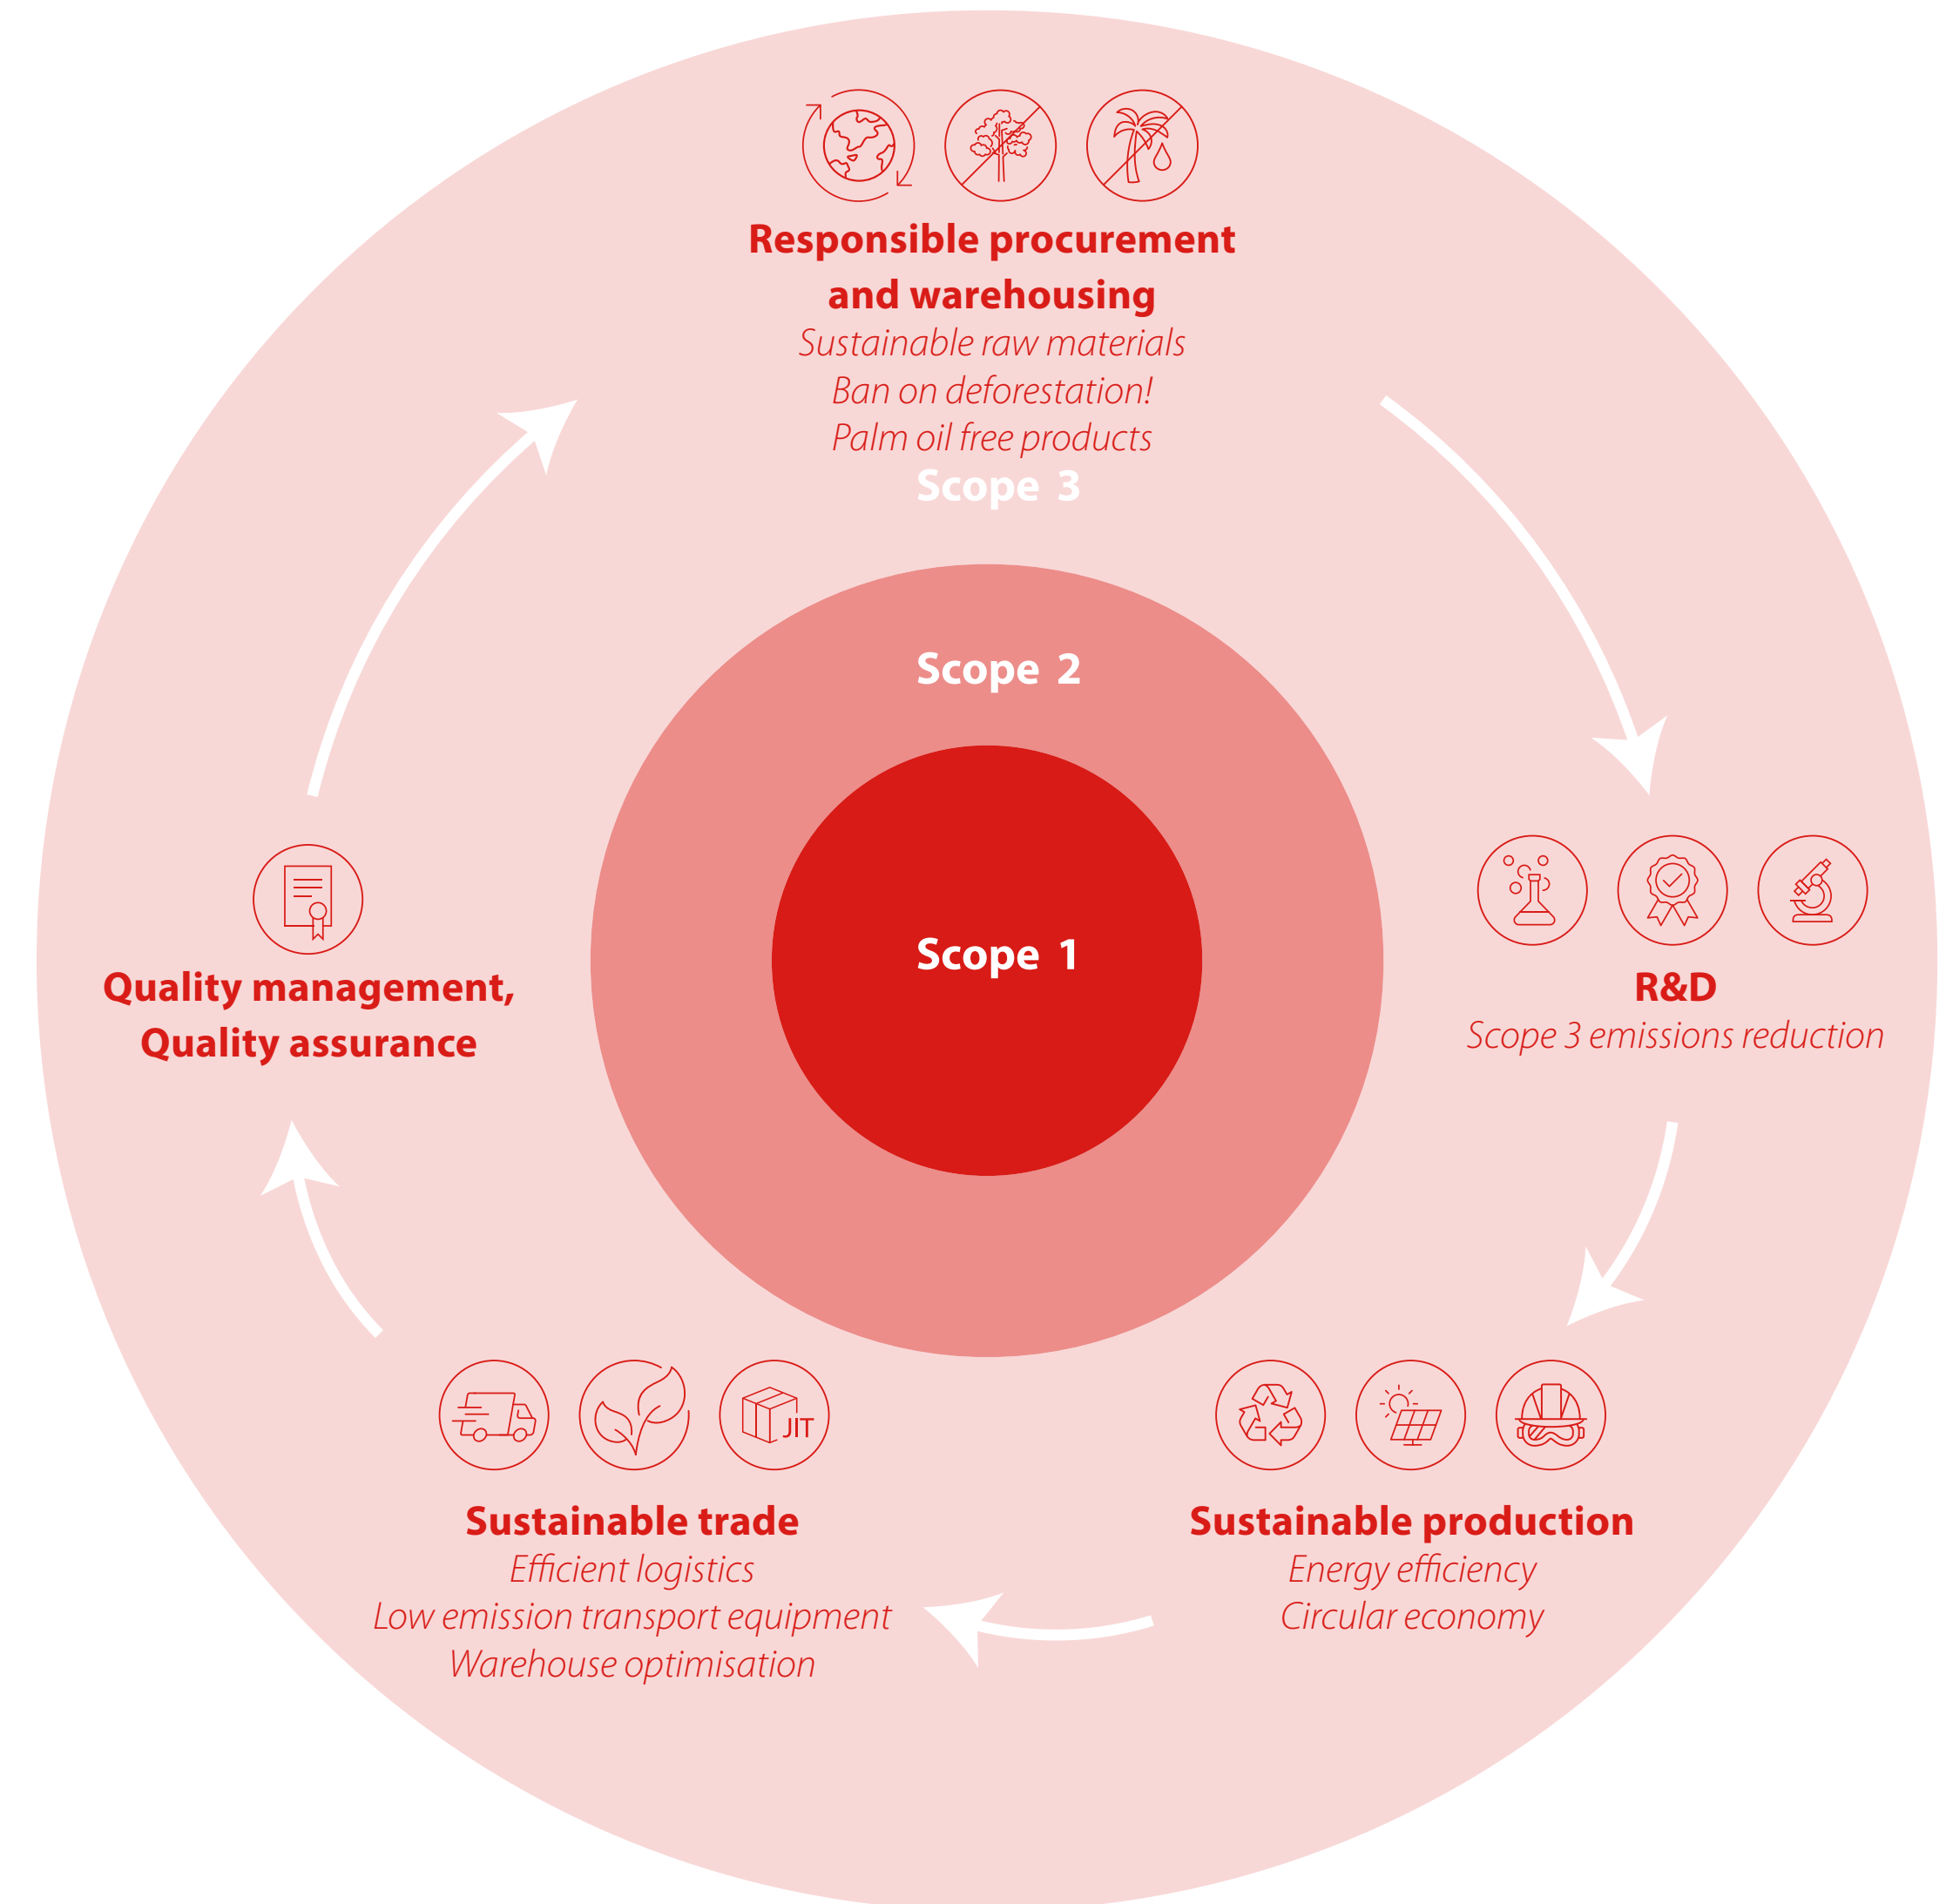 Responsible procurement
and warehousing
Sustainable raw materials
Ban on deforestation!
Palm oil free products
Scope 3
Scope 2
Scope 1
R&D
Scope 3 emissions reduction
Sustainable production
Energy efficiency
Circular economy
JIT
Sustainable trade
Efficient logistics
Low emission transport equipment
Warehouse optimisation
Quality management,
Quality assurance